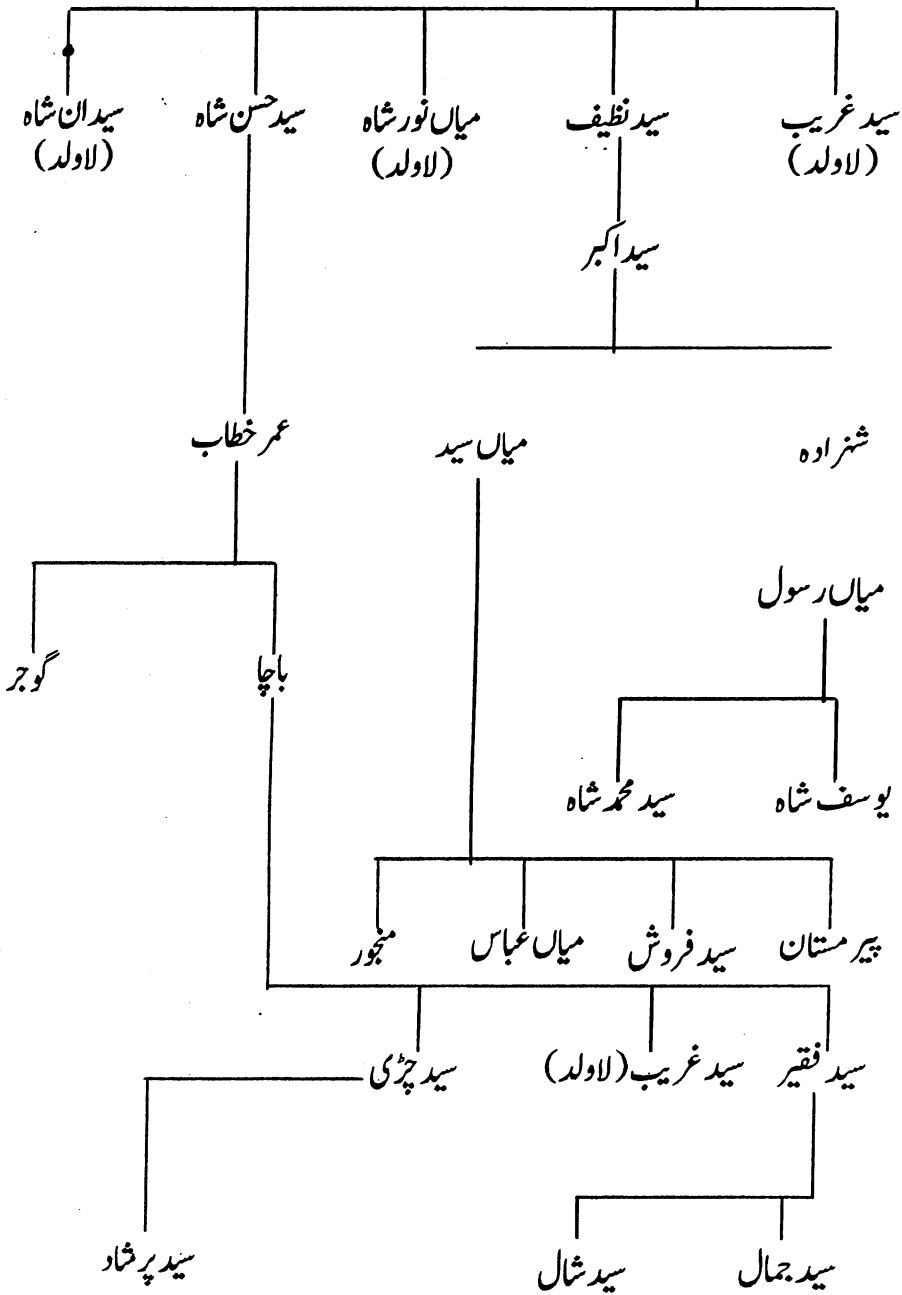 سید غریب سید نظیف میاں نور شاہ سید حسن شاہ سیدان شاہ
(لاولد) (لاولد) (لاولد)
سید اکبر
شہزادہ میاں سید عمر خطاب
میاں رسول
باچا گوجر
یوسف شاہ سید محمد شاہ
پیر مستان سید فروش میاں عباس منجور
سید فقیر سید غریب (لاولد) سید چڑی
سید جمال سید شال سید پرشاد